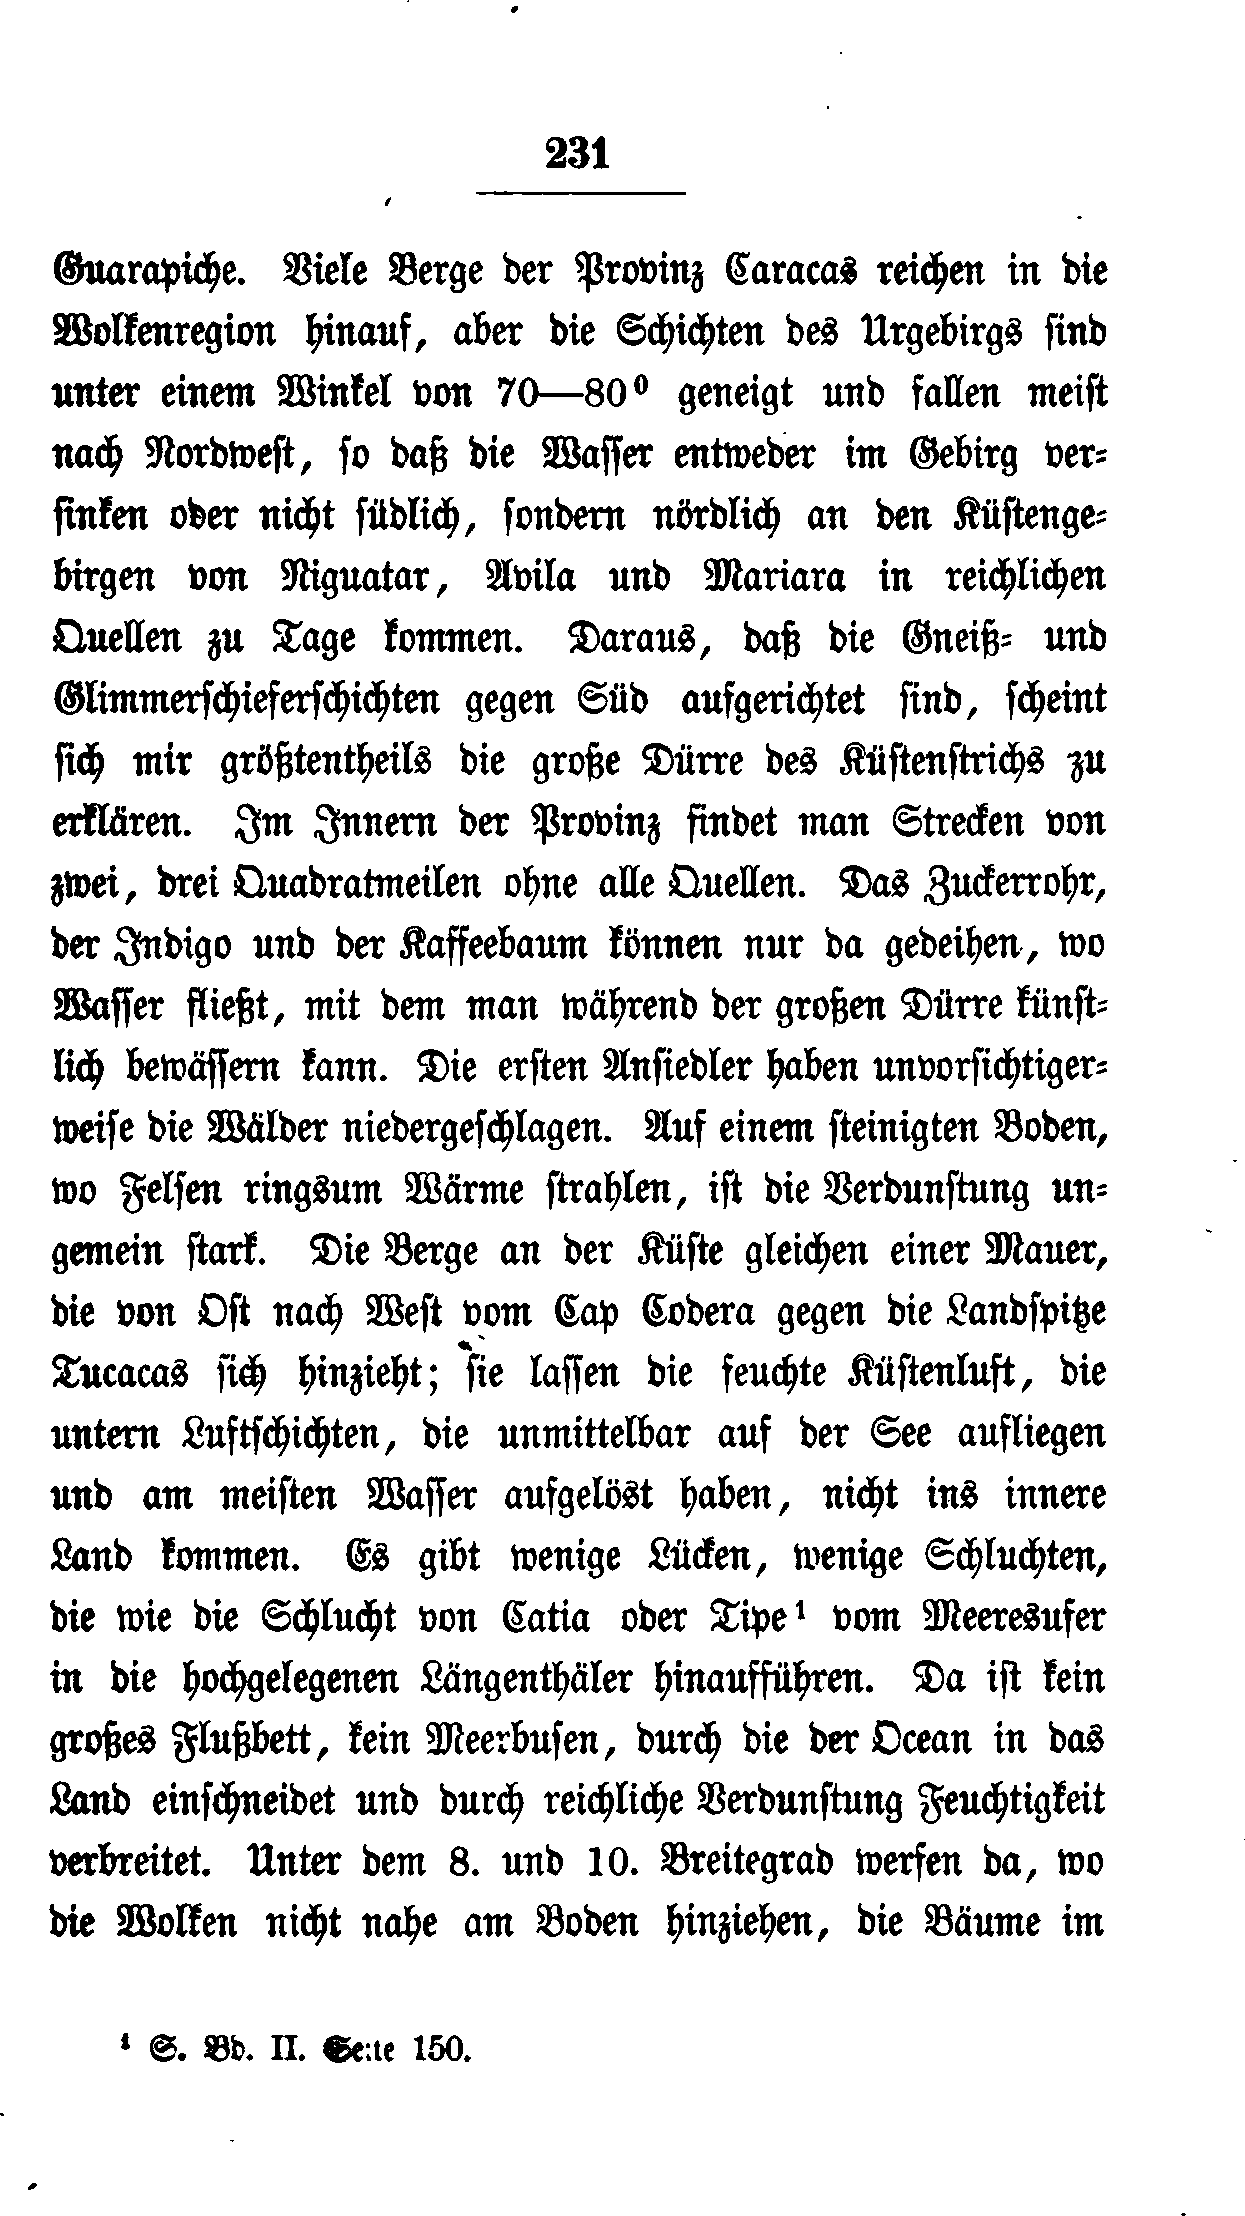 231
Guarapiche. Viele Berge der Provinz Caracas reichen in die
Wolkenregion hinauf, aber die Schichten des Urgebirgs sind
unter einem Winkel von 70—80⁰ geneigt und fallen meist
nach Nordwest, so daß die Wasser entweder im Gebirg ver-
sinken oder nicht südlich, sondern nördlich an den Küstenge-
birgen von Niguatar, Avila und Mariara in reichlichen
Quellen zu Tage kommen. Daraus, daß die Gneiß- und
Glimmerschieferschichten gegen Süd aufgerichtet sind, scheint
sich mir größtentheils die große Dürre des Küstenstrichs zu
erklären. Im Innern der Provinz findet man Strecken von
zwei, drei Quadratmeilen ohne alle Quellen. Das Zuckerrohr,
der Indigo und der Kaffeebaum können nur da gedeihen, wo
Wasser fließt, mit dem man während der großen Dürre künst-
lich bewässern kann. Die ersten Ansiedler haben unvorsichtiger-
weise die Wälder niedergeschlagen. Auf einem steinigten Boden,
wo Felsen ringsum Wärme strahlen, ist die Verdunstung un-
gemein stark. Die Berge an der Küste gleichen einer Mauer,
die von Ost nach West vom Cap Codera gegen die Landspitze
Tucacas sich hinzieht; sie lassen die feuchte Küstenluft, die
untern Luftschichten, die unmittelbar auf der See aufliegen
und am meisten Wasser aufgelöst haben, nicht ins innere
Land kommen. Es gibt wenige Lücken, wenige Schluchten,
die wie die Schlucht von Catia oder Tipe¹ vom Meeresufer
in die hochgelegenen Längenthäler hinaufführen. Da ist kein
großes Flußbett, kein Meerbusen, durch die der Ocean in das
Land einschneidet und durch reichliche Verdunstung Feuchtigkeit
verbreitet. Unter dem 8. und 10. Breitegrad werfen da, wo
die Wolken nicht nahe am Boden hinziehen, die Bäume im
¹ S. Bd. II. Seite 150.